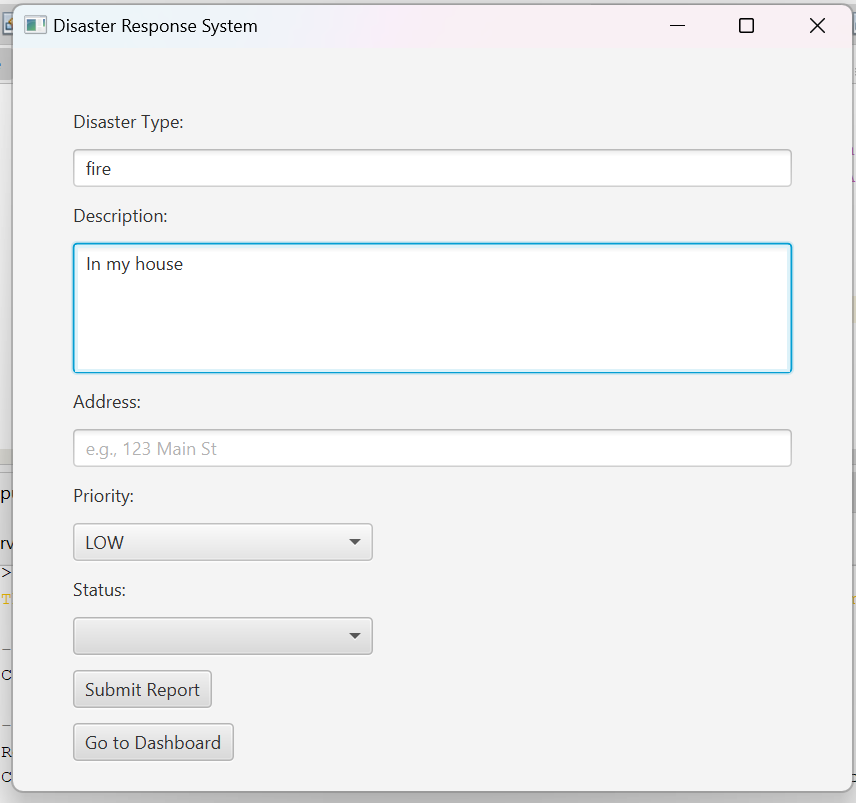 Disaster Response System
Disaster Type:
fire
Description:
In my house
Address:
e.g., 123 Main St
Priority:
LOW
Status:
Submit Report
Go to Dashboard